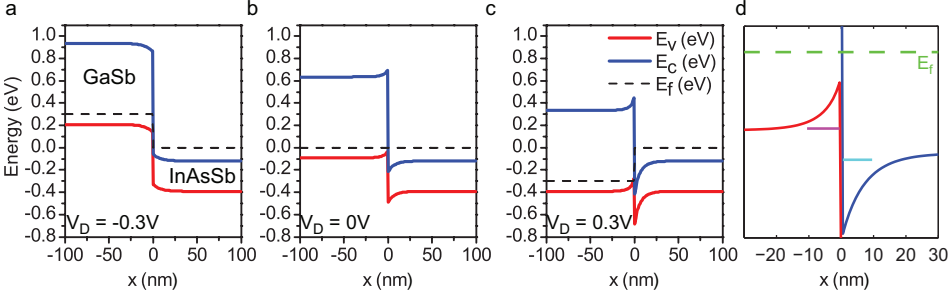 a
b
c
d
Energy (eV)
1.0
0.8
0.6
0.4
0.2
0.0
-0.2
-0.4
-0.6
-0.8
GaSb
InAsSb
V_D = -0.3V
-100 -50 0 50 100
x (nm)
1.0
0.8
0.6
0.4
0.2
0.0
-0.2
-0.4
-0.6
-0.8
V_D = 0V
-100 -50 0 50 100
x (nm)
1.0
0.8
0.6
0.4
0.2
0.0
-0.2
-0.4
-0.6
-0.8
E_V (eV)
E_C (eV)
E_f (eV)
V_D = 0.3V
-100 -50 0 50 100
x (nm)
E_f
−20 −10 0 10 20 30
x (nm)